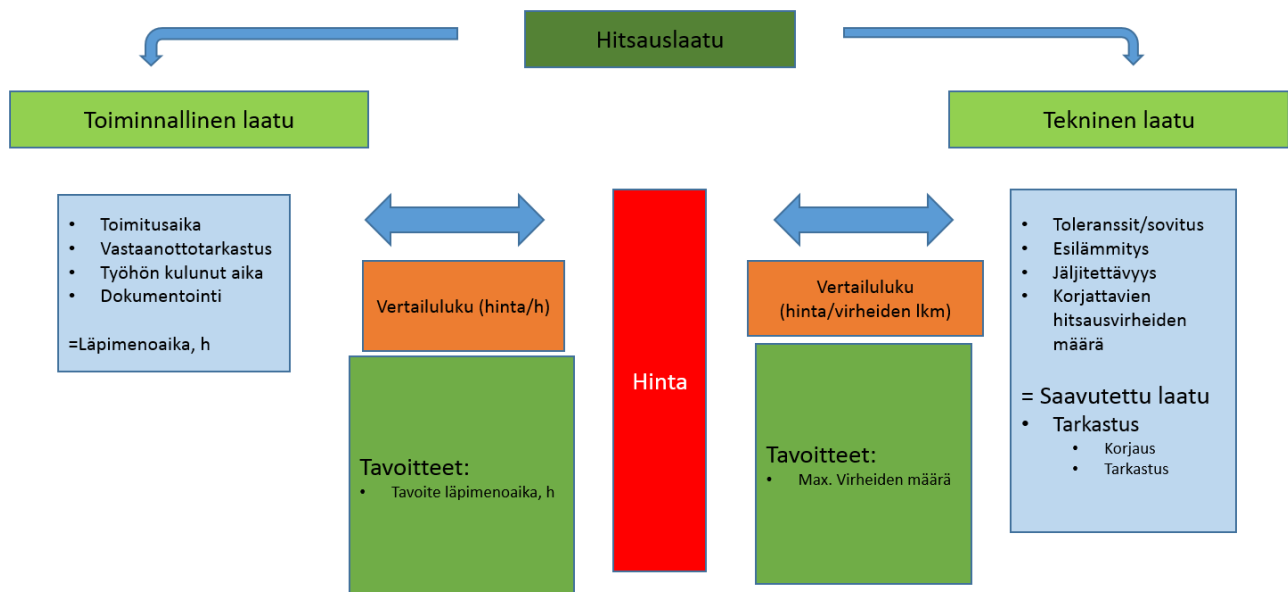 Hitsauslaatu
Toiminnallinen laatu
Tekninen laatu
• Toimitusaika
• Vastaanottotarkastus
• Työhön kulunut aika
• Dokumentointi
=Läpimenoaika, h
Vertailuluku (hinta/h)
Tavoitteet:
• Tavoite läpimenoaika, h
Hinta
Vertailuluku
(hinta/virheiden lkm)
Tavoitteet:
• Max. Virheiden määrä
• Toleranssit/sovitus
• Esilämmitys
• Jäljitettävyys
• Korjattavien
hitsausvirheiden
määrä
= Saavutettu laatu
• Tarkastus
• Korjaus
• Tarkastus